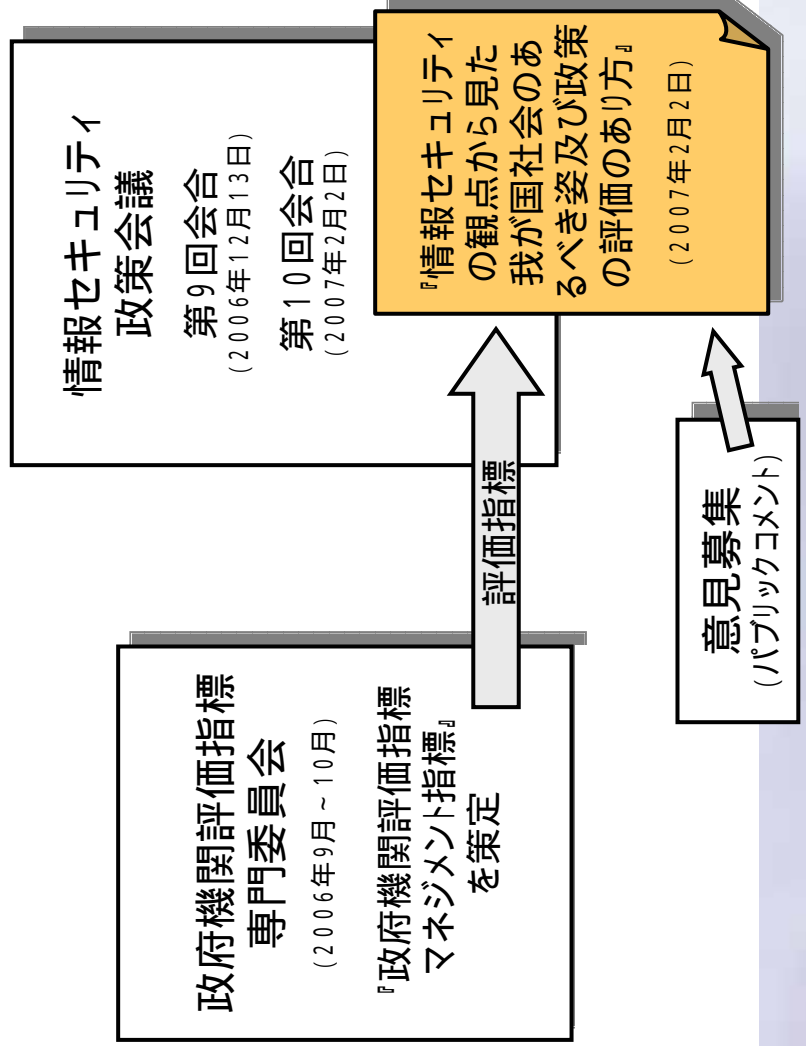 政府機関評価指標
専門委員会
(2006年9月～10月)
『政府機関評価指標
マネジメント指標』
を策定
評価指標
情報セキュリティ
政策会議
第9回会合
(2006年12月13日)
第10回会合
(2007年2月2日)
『情報セキュリティ
の観点から見た
我が国社会のあ
るべき姿及び政策
の評価のあり方』
(2007年2月2日)
意見募集
(パブリックコメント)